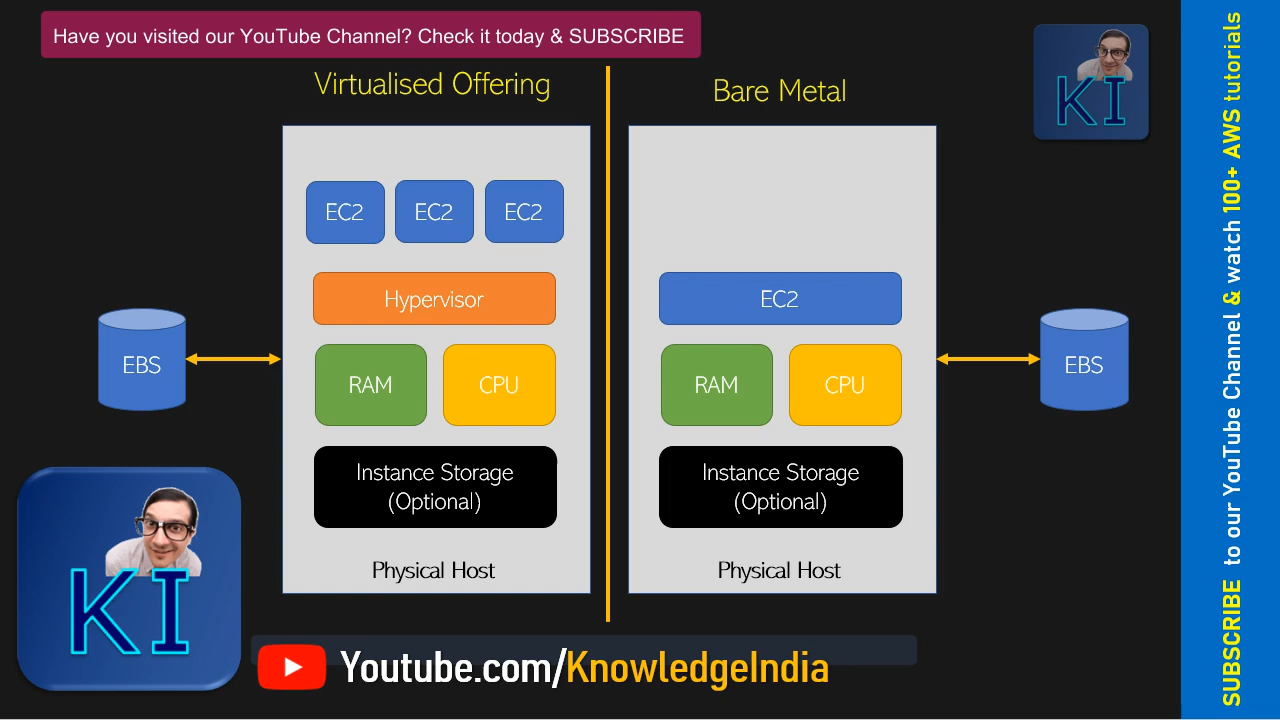 Have you visited our YouTube Channel? Check it today & SUBSCRIBE
Virtualised Offering
Bare Metal
KI
EC2 EC2 EC2
Hypervisor
EC2
EBS
RAM CPU
RAM CPU
EBS
Instance Storage
(Optional)
Instance Storage
(Optional)
Physical Host
Physical Host
KI
Youtube.com/KnowledgeIndia
SUBSCRIBE to our YouTube Channel & watch 100+ AWS tutorials